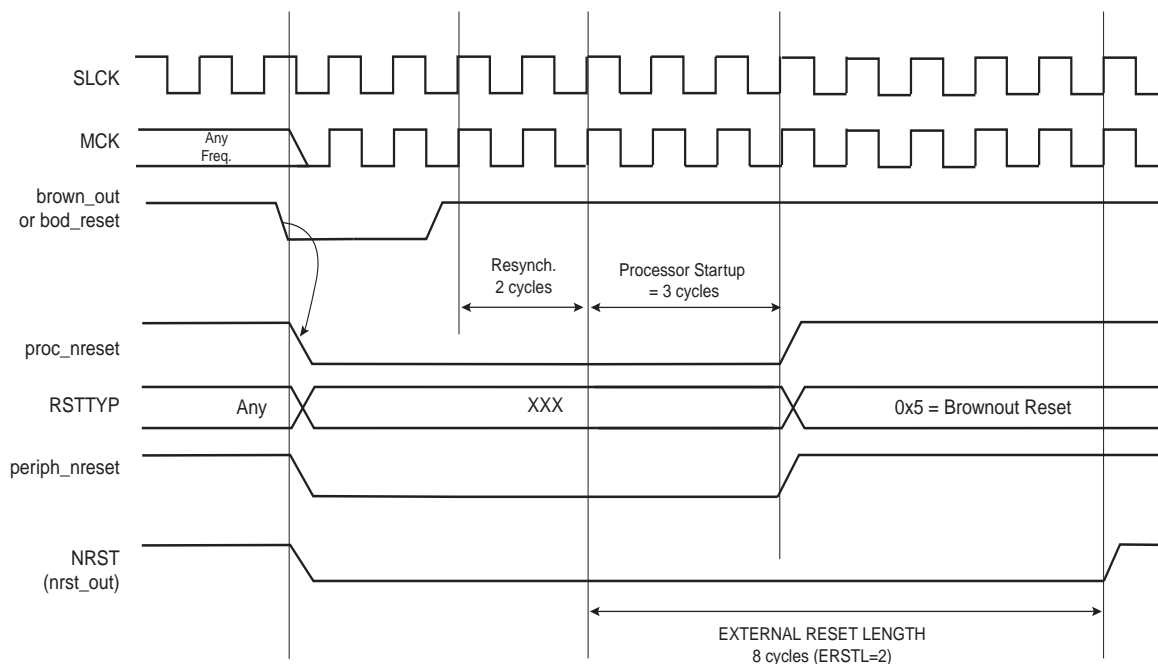 SLCK
MCK
Any
Freq.
brown_out
or bod_reset
Resynch.
2 cycles
Processor Startup
= 3 cycles
proc_nreset
RSTTYP
Any
XXX
0x5 = Brownout Reset
periph_nreset
NRST
(nrst_out)
EXTERNAL RESET LENGTH
8 cycles (ERSTL=2)